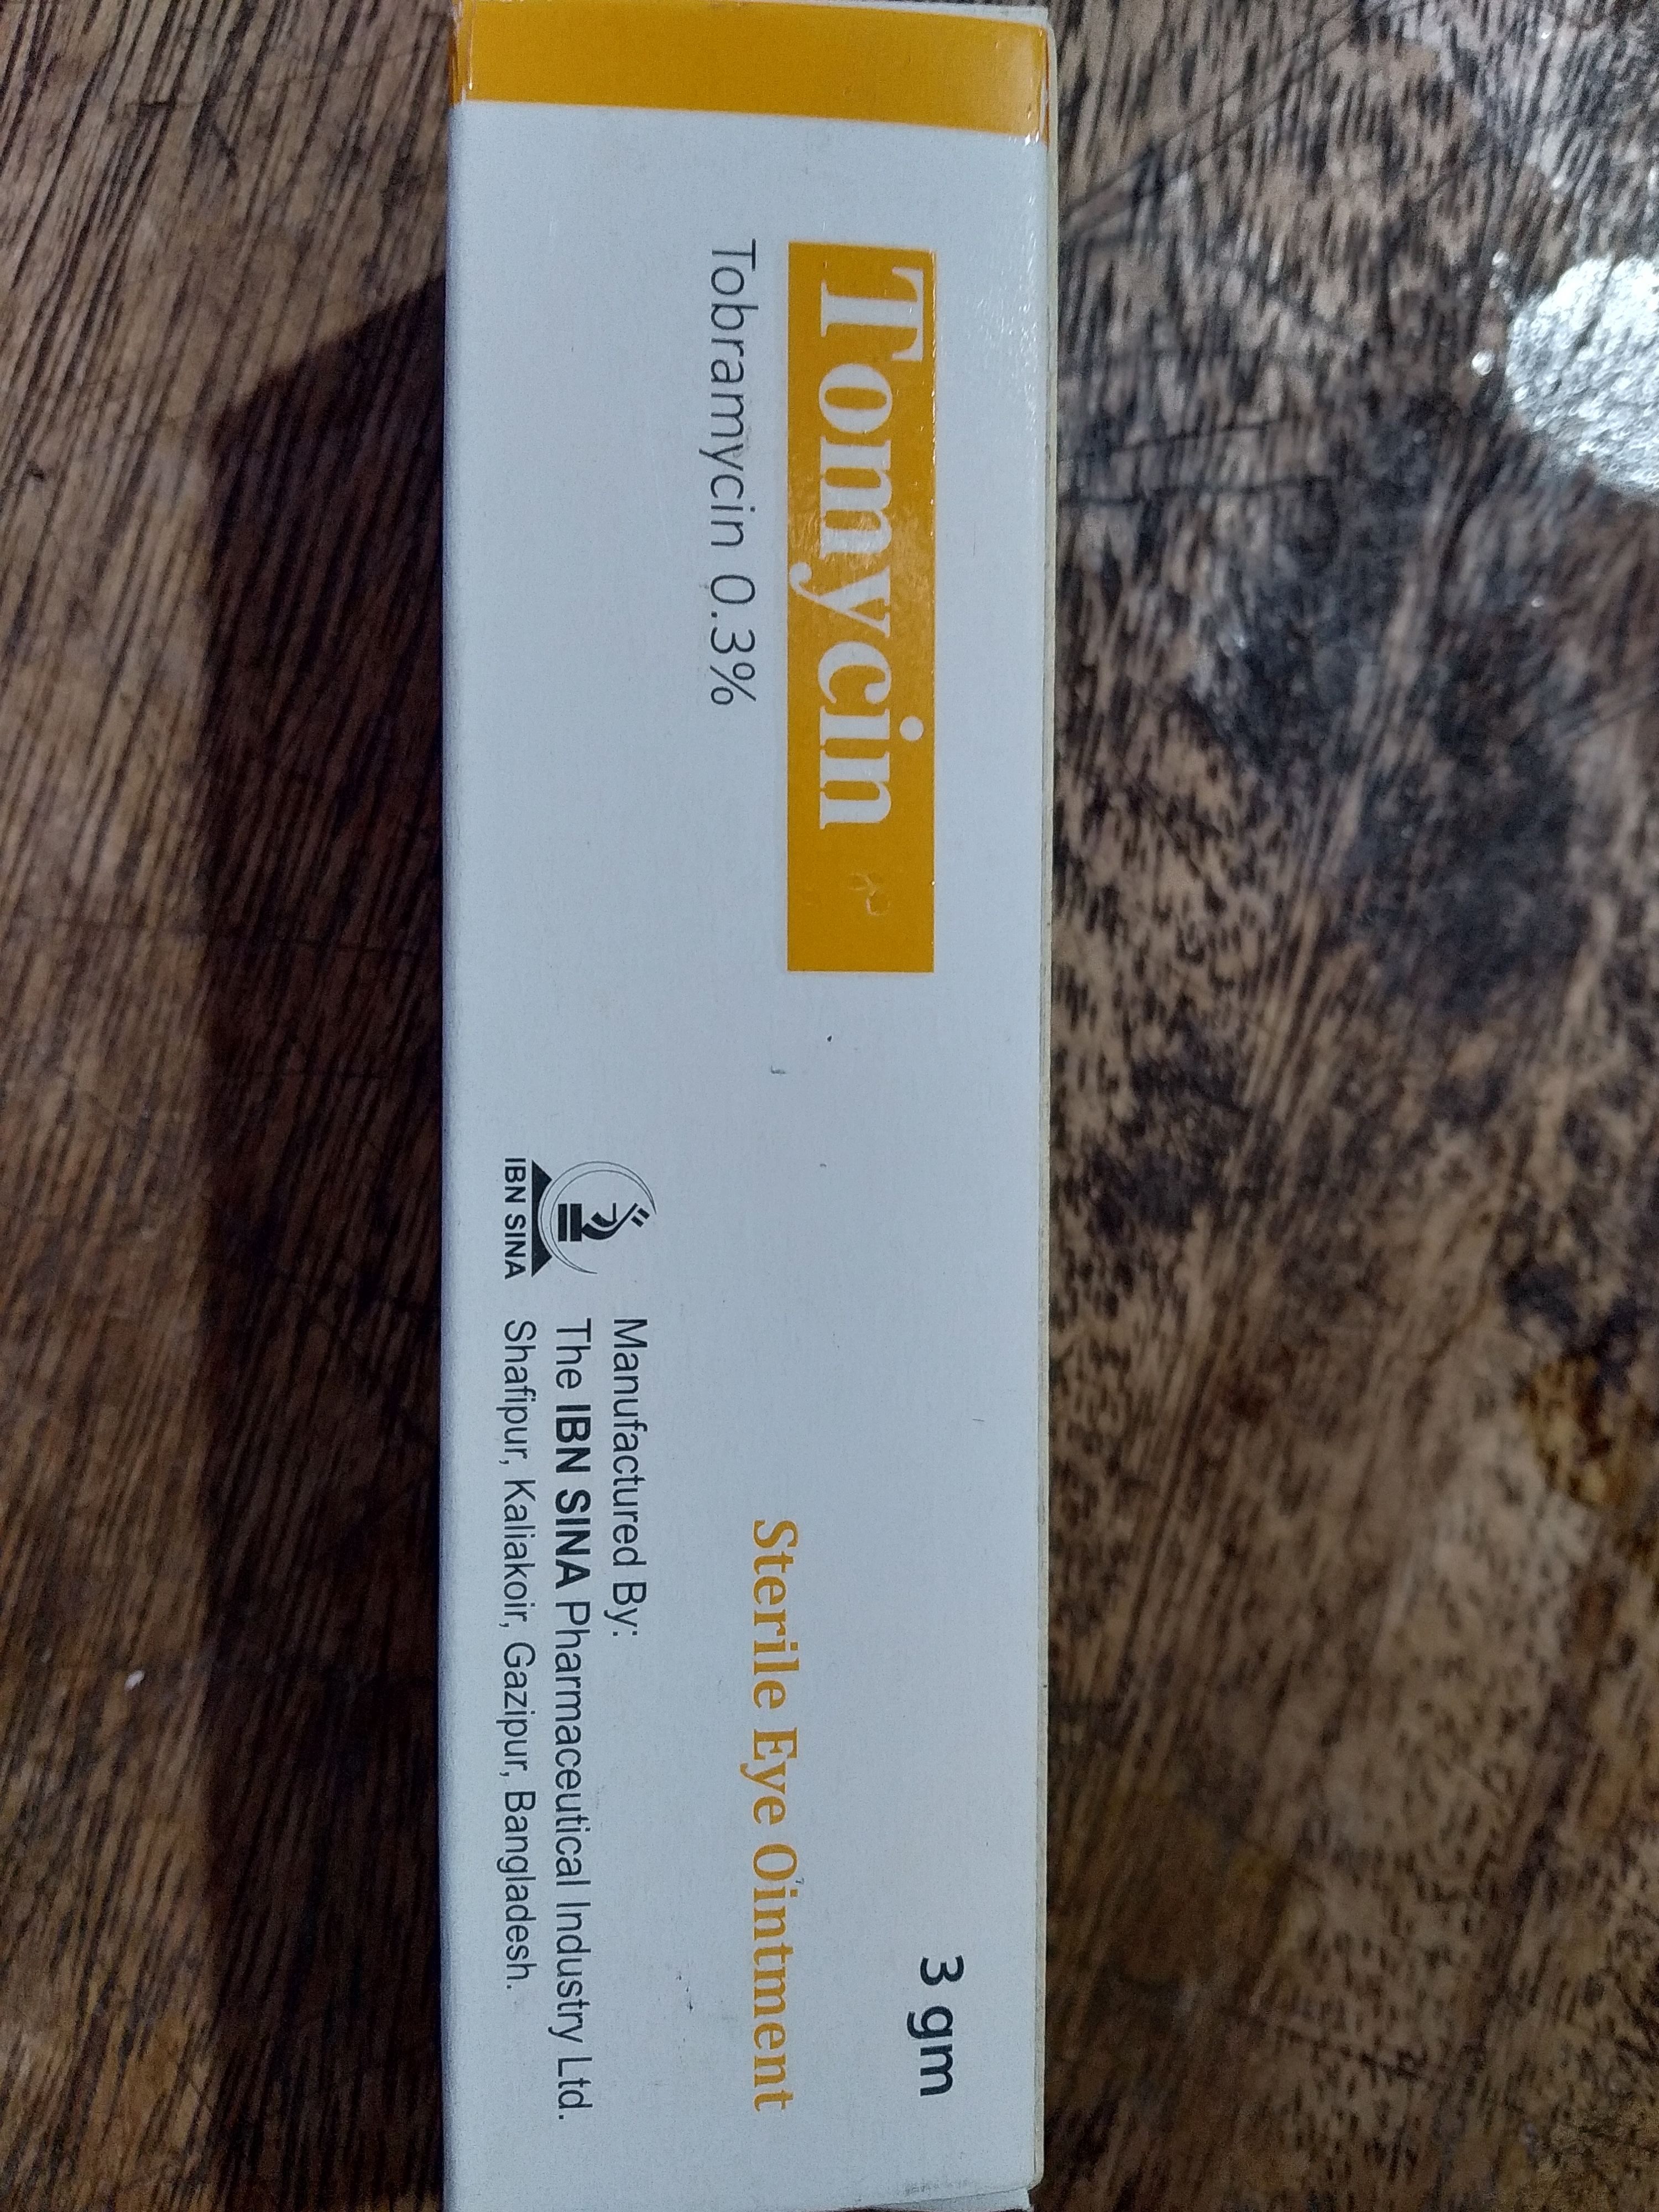 Tomycin
Tobramycin 0.3%
3 gm
Sterile Eye Ointment
IBN SINA
Manufactured By:
The IBN SINA Pharmaceutical Industry Ltd.
Shafipur, Kaliakoir, Gazipur, Bangladesh.